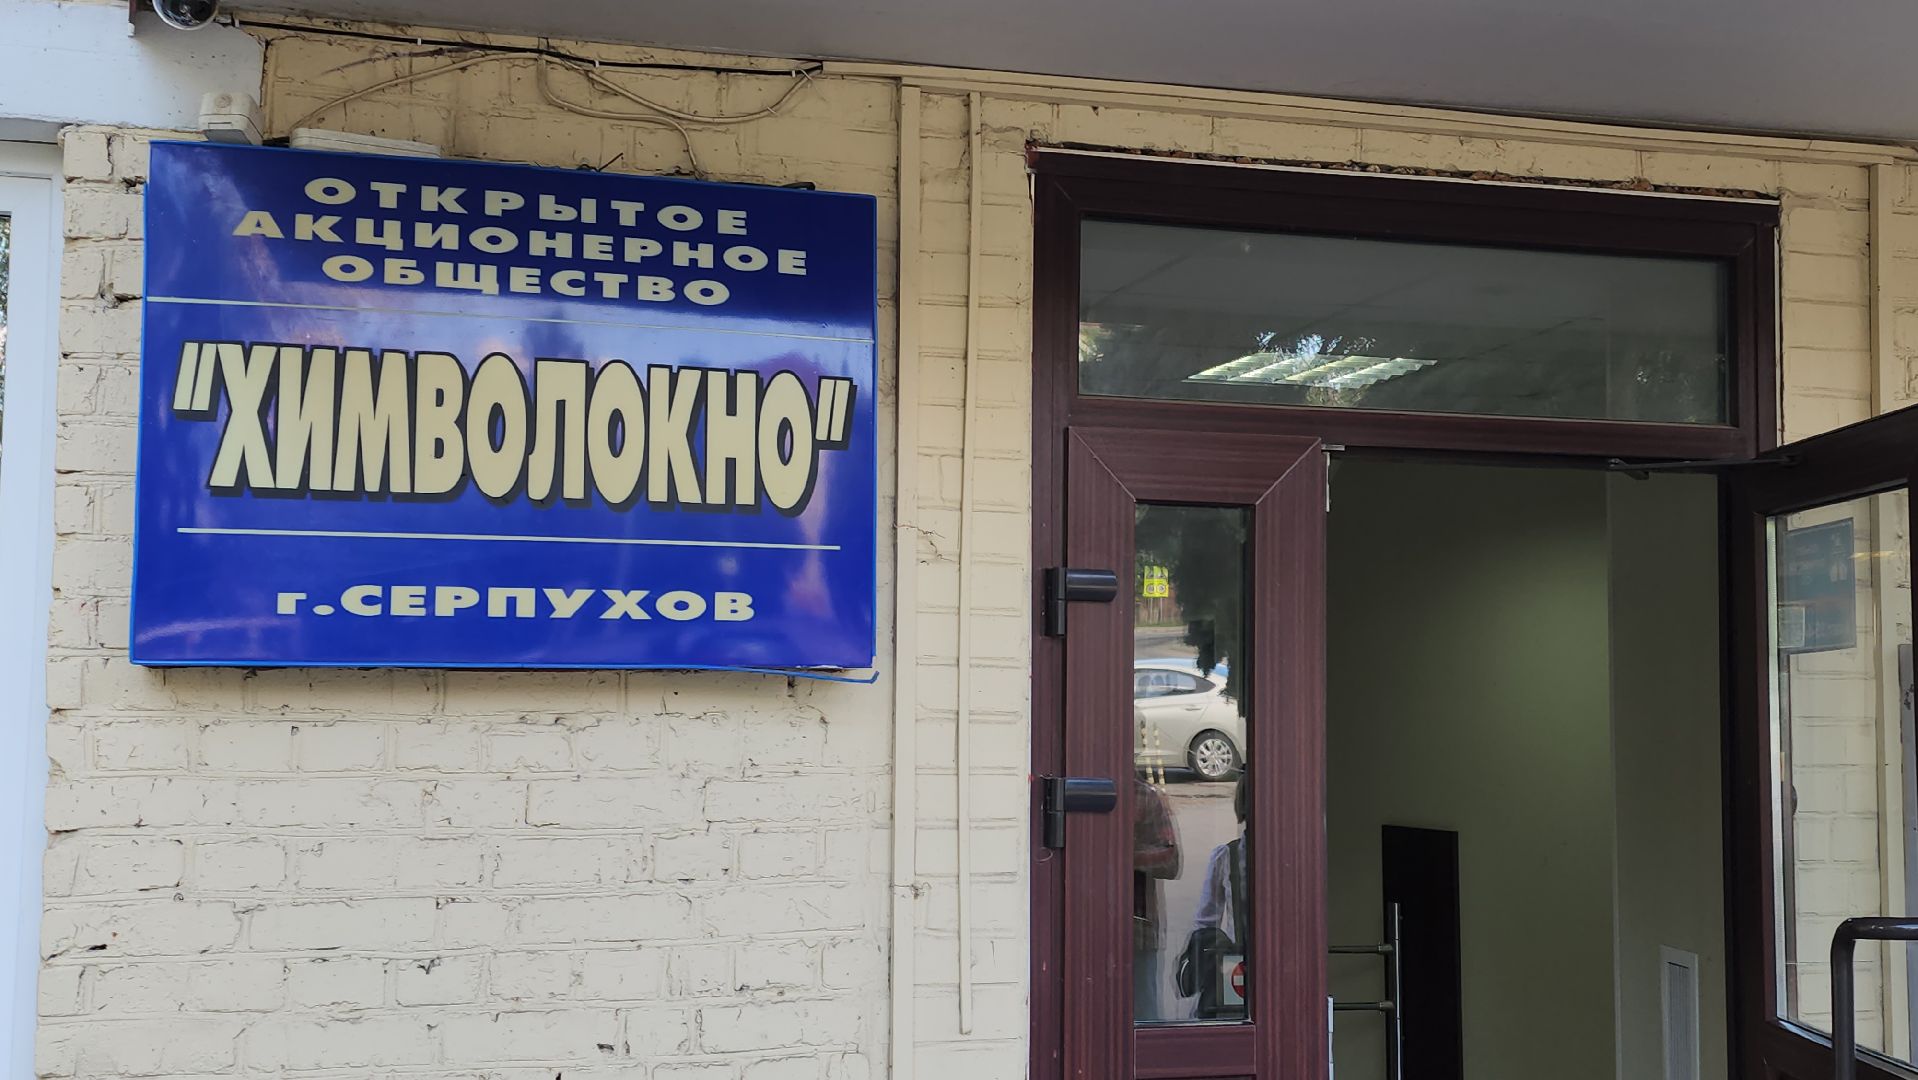 ОТКРЫТОЕ
АКЦИОНЕРНОЕ
ОБЩЕСТВО
"ХИМВОЛОКНО"
г.СЕРПУХОВ